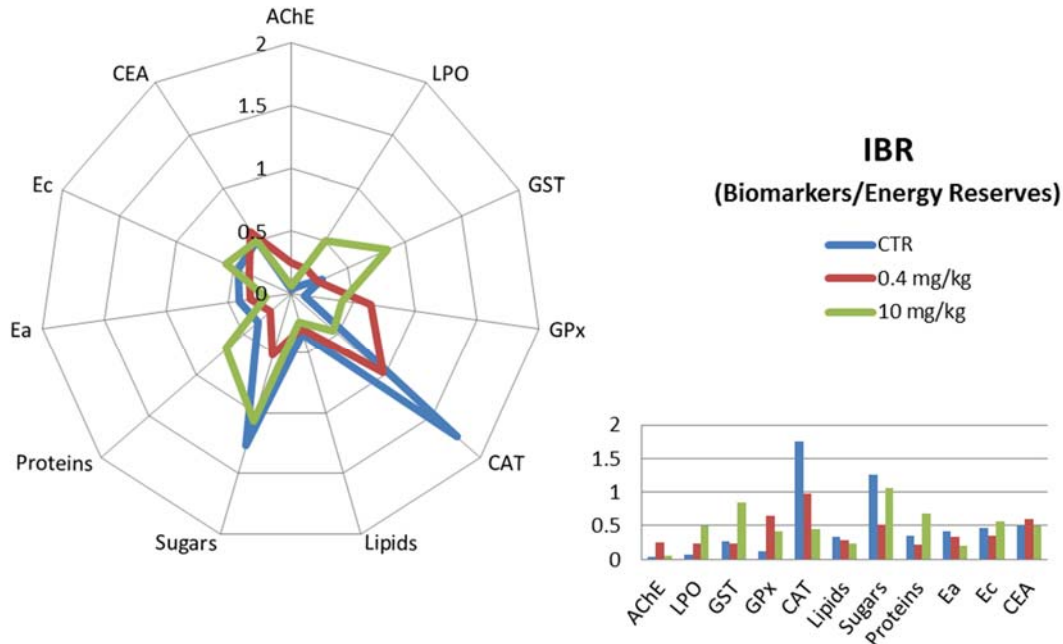 AChE
LPO
GST
GPx
CAT
Lipids
Sugars
Proteins
Ea
Ec
CEA
2
1.5
1
0.5
0
IBR
(Biomarkers/Energy Reserves)
CTR
0.4 mg/kg
10 mg/kg
2
1.5
1
0.5
0
AChE
LPO
GST
GPx
CAT
Lipids
Sugars
Proteins
Ea
Ec
CEA